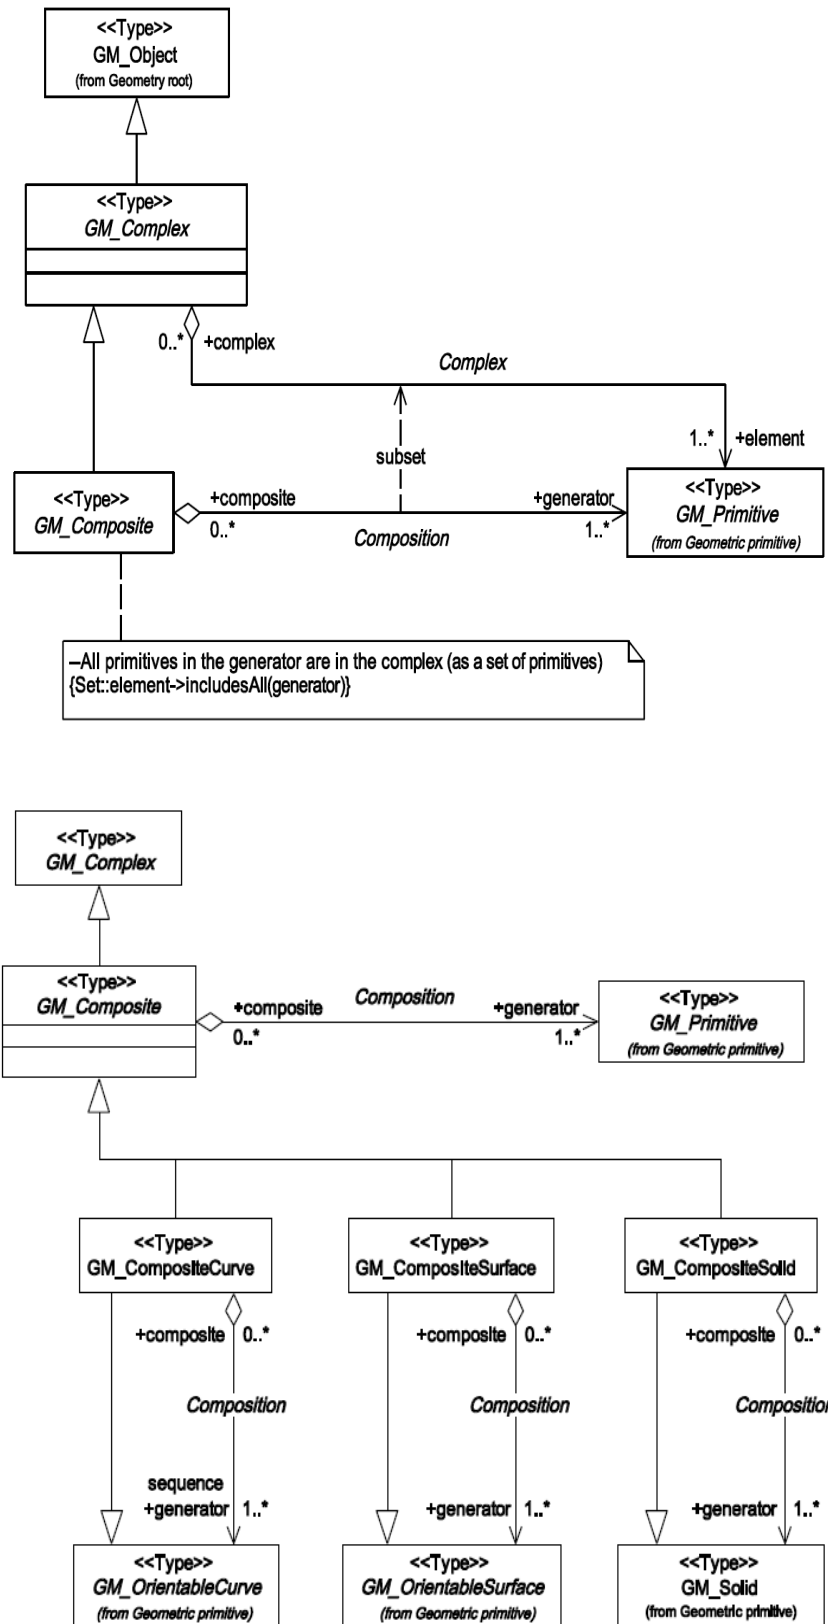 <<Type>>
GM_Object
(from Geometry root)
<<Type>>
GM_Complex
0..* +complex
Complex
1..* +element
subset
<<Type>>
GM_Composite
+composite
0..*
Composition
+generator
1..*
<<Type>>
GM_Primitive
(from Geometric primitive)
–All primitives in the generator are in the complex (as a set of primitives)
{Set::element->includesAll(generator)}
<<Type>>
GM_Complex
<<Type>>
GM_Composite
+composite
0..*
Composition
+generator
1..*
<<Type>>
GM_Primitive
(from Geometric primitive)
<<Type>>
GM_CompositeCurve
<<Type>>
GM_CompositeSurface
<<Type>>
GM_CompositeSolid
+composite 0..*
+composite 0..*
+composite 0..*
Composition
Composition
Composition
sequence
+generator 1..*
+generator 1..*
+generator 1..*
<<Type>>
GM_OrientableCurve
(from Geometric primitive)
<<Type>>
GM_OrientableSurface
(from Geometric primitive)
<<Type>>
GM_Solid
(from Geometric primitive)